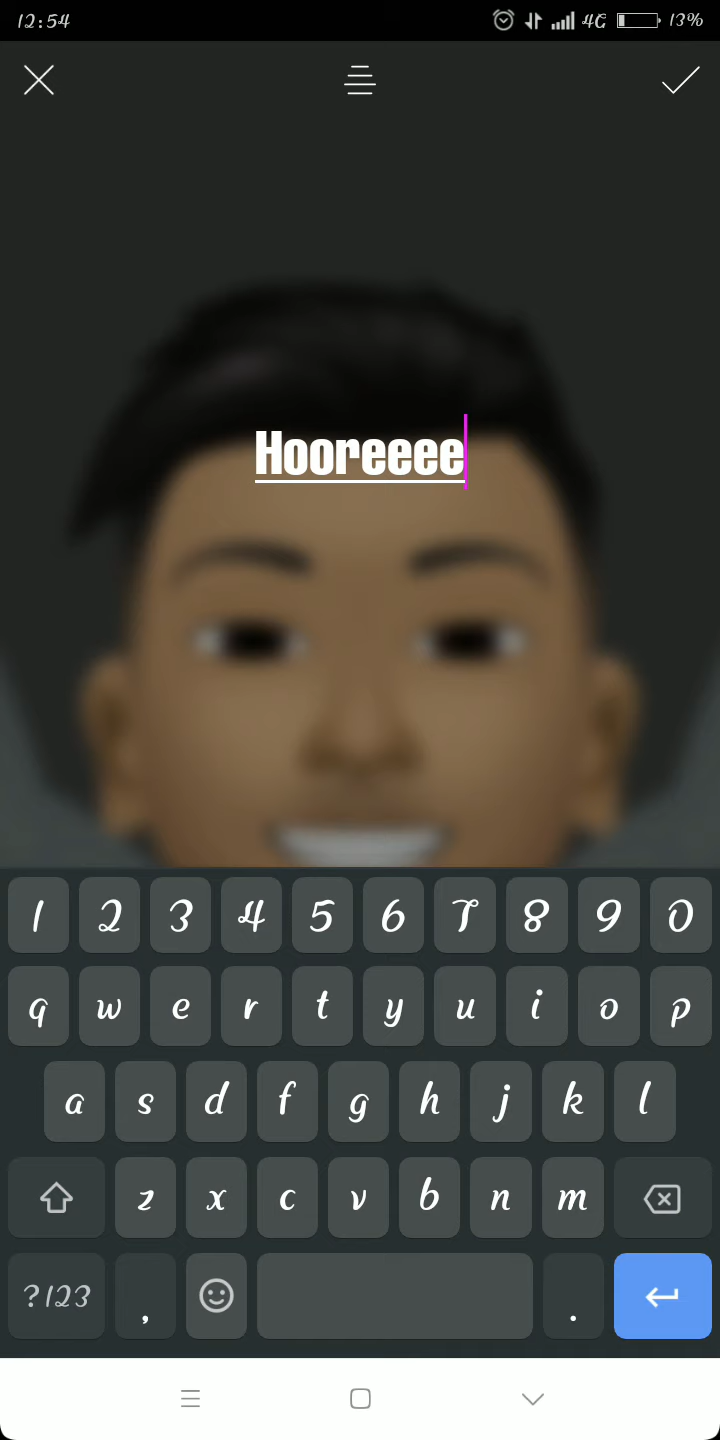 12:54
4G 13%
Hooreeee
1 2 3 4 5 6 7 8 9 0
q w e r t y u i o p
a s d f g h j k l
z x c v b n m
?123 , .